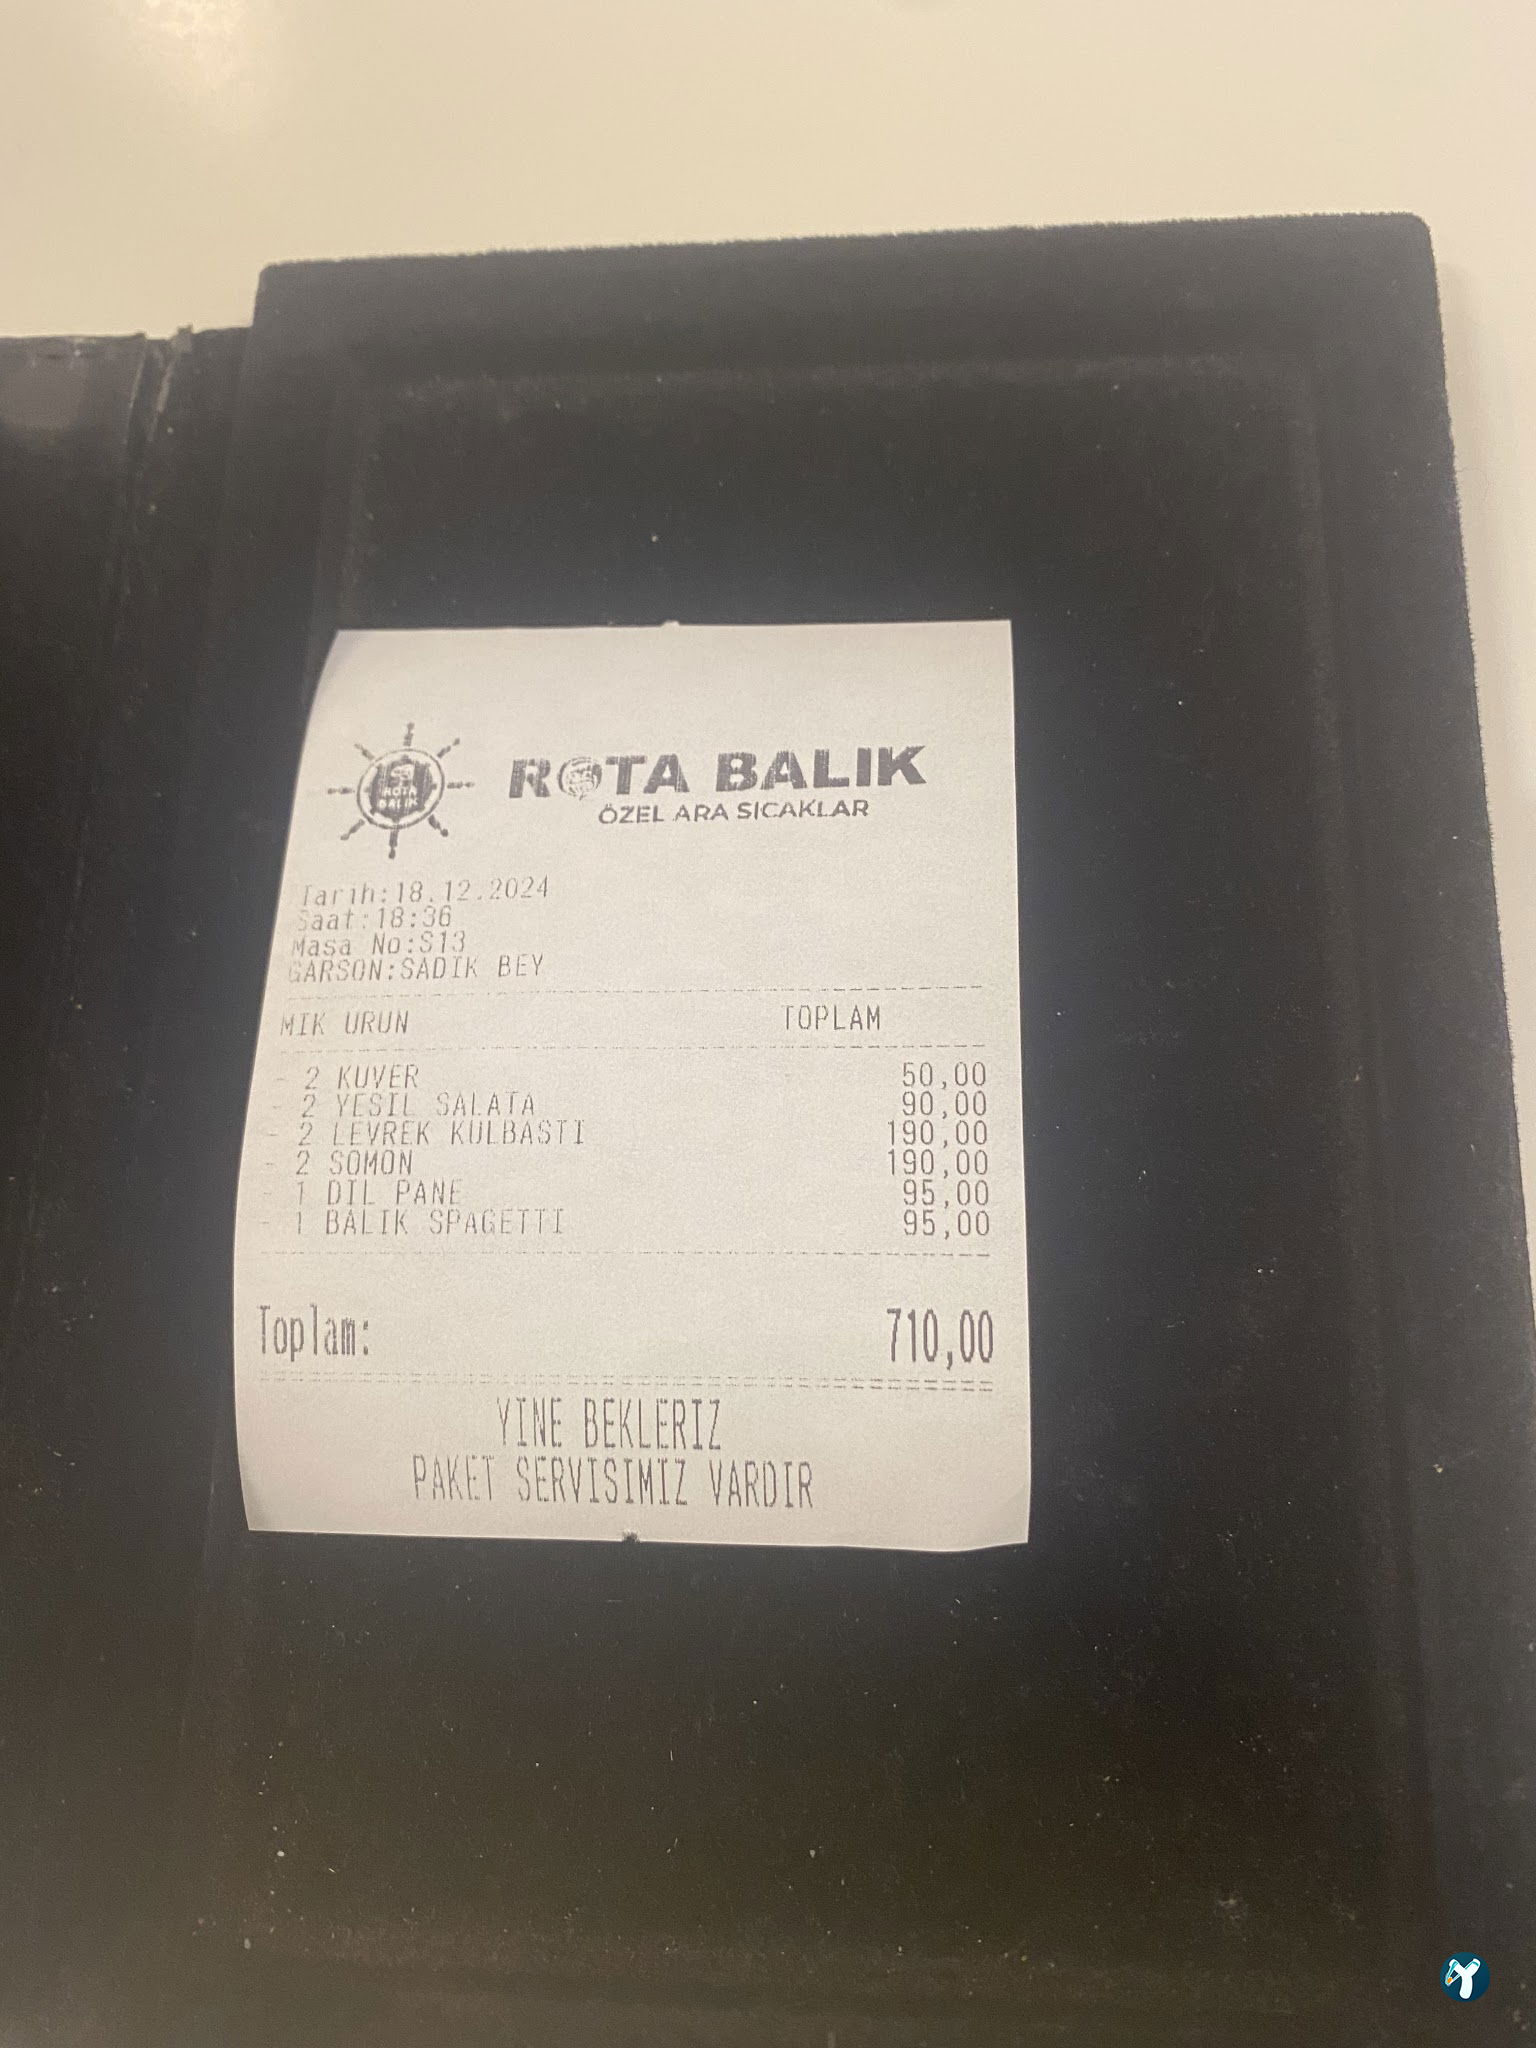 ROTA BALIK
ROTA BALIK
ÖZEL ARA SICAKLAR
Tarih:18.12.2024
Saat:18:36
Masa No:S13
GARSON:SADIK BEY
MIK URUN TOPLAM
- 2 KUVER 50,00
- 2 YESIL SALATA 90,00
- 2 LEVREK KULBASTI 190,00
- 2 SOMON 190,00
- 1 DIL PANE 95,00
- 1 BALIK SPAGETTI 95,00
Toplam: 710,00
YINE BEKLERIZ
PAKET SERVISIMIZ VARDIR